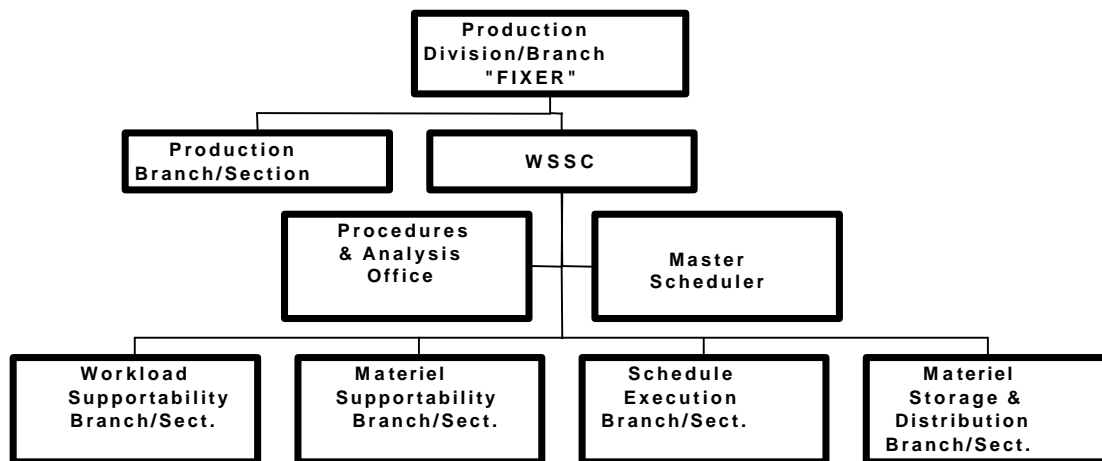 Production
Division/Branch
"FIXER"
Production
Branch/Section
WSSC
Procedures
& Analysis
Office
Master
Scheduler
Workload
Supportability
Branch/Sect.
Materiel
Supportability
Branch/Sect.
Schedule
Execution
Branch/Sect.
Materiel
Storage &
Distribution
Branch/Sect.